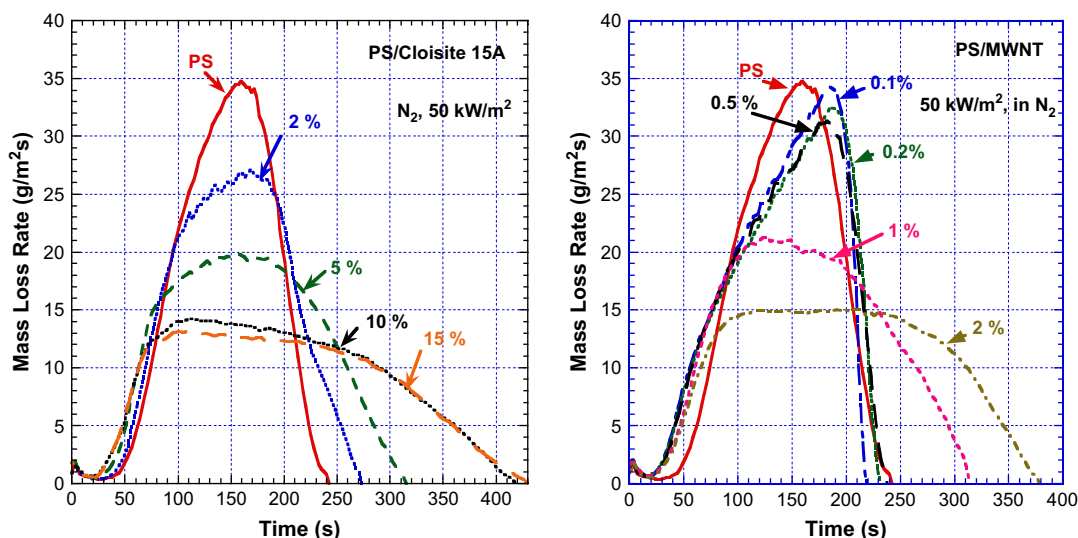 40
35
30
25
20
15
10
5
0
Mass Loss Rate (g/m²s)
PS/Cloisite 15A
PS
N₂, 50 kW/m²
2 %
5 %
10 %
15 %
0 50 100 150 200 250 300 350 400
Time (s)
40
35
30
25
20
15
10
5
0
Mass Loss Rate (g/m²s)
PS/MWNT
PS
0.1%
0.5 %
50 kW/m², in N₂
0.2%
1 %
2 %
0 50 100 150 200 250 300 350 400
Time (s)